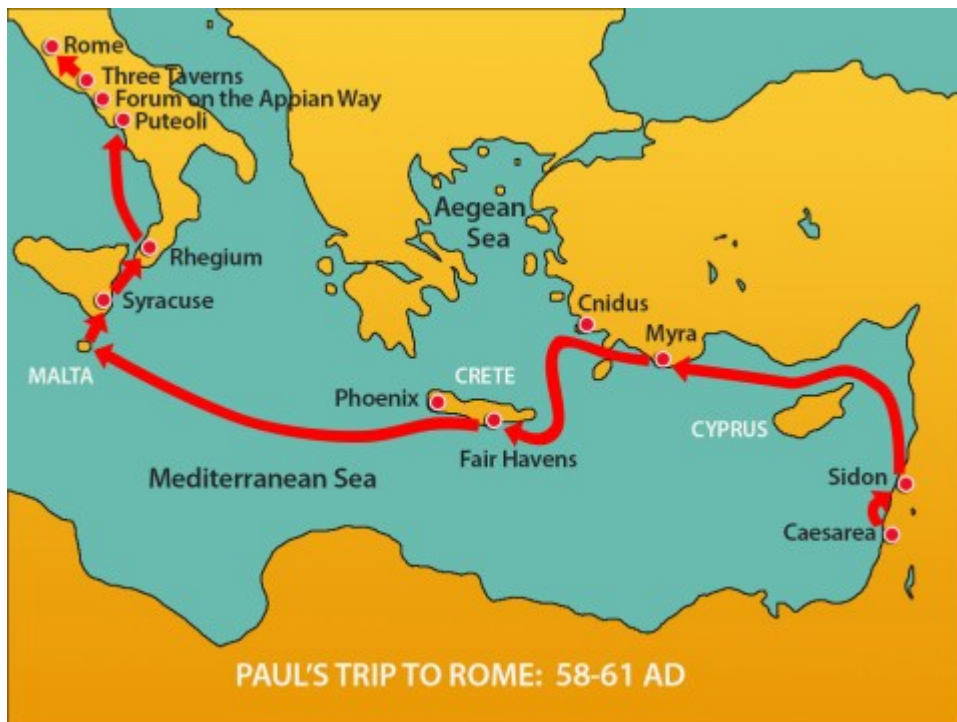 Rome
Three Taverns
Forum on the Appian Way
Puteoli
Aegean
Sea
Rhegium
Syracuse
Cnidus
Myra
MALTA
CRETE
Phoenix
CYPRUS
Fair Havens
Mediterranean Sea
Sidon
Caesarea
PAUL'S TRIP TO ROME: 58-61 AD